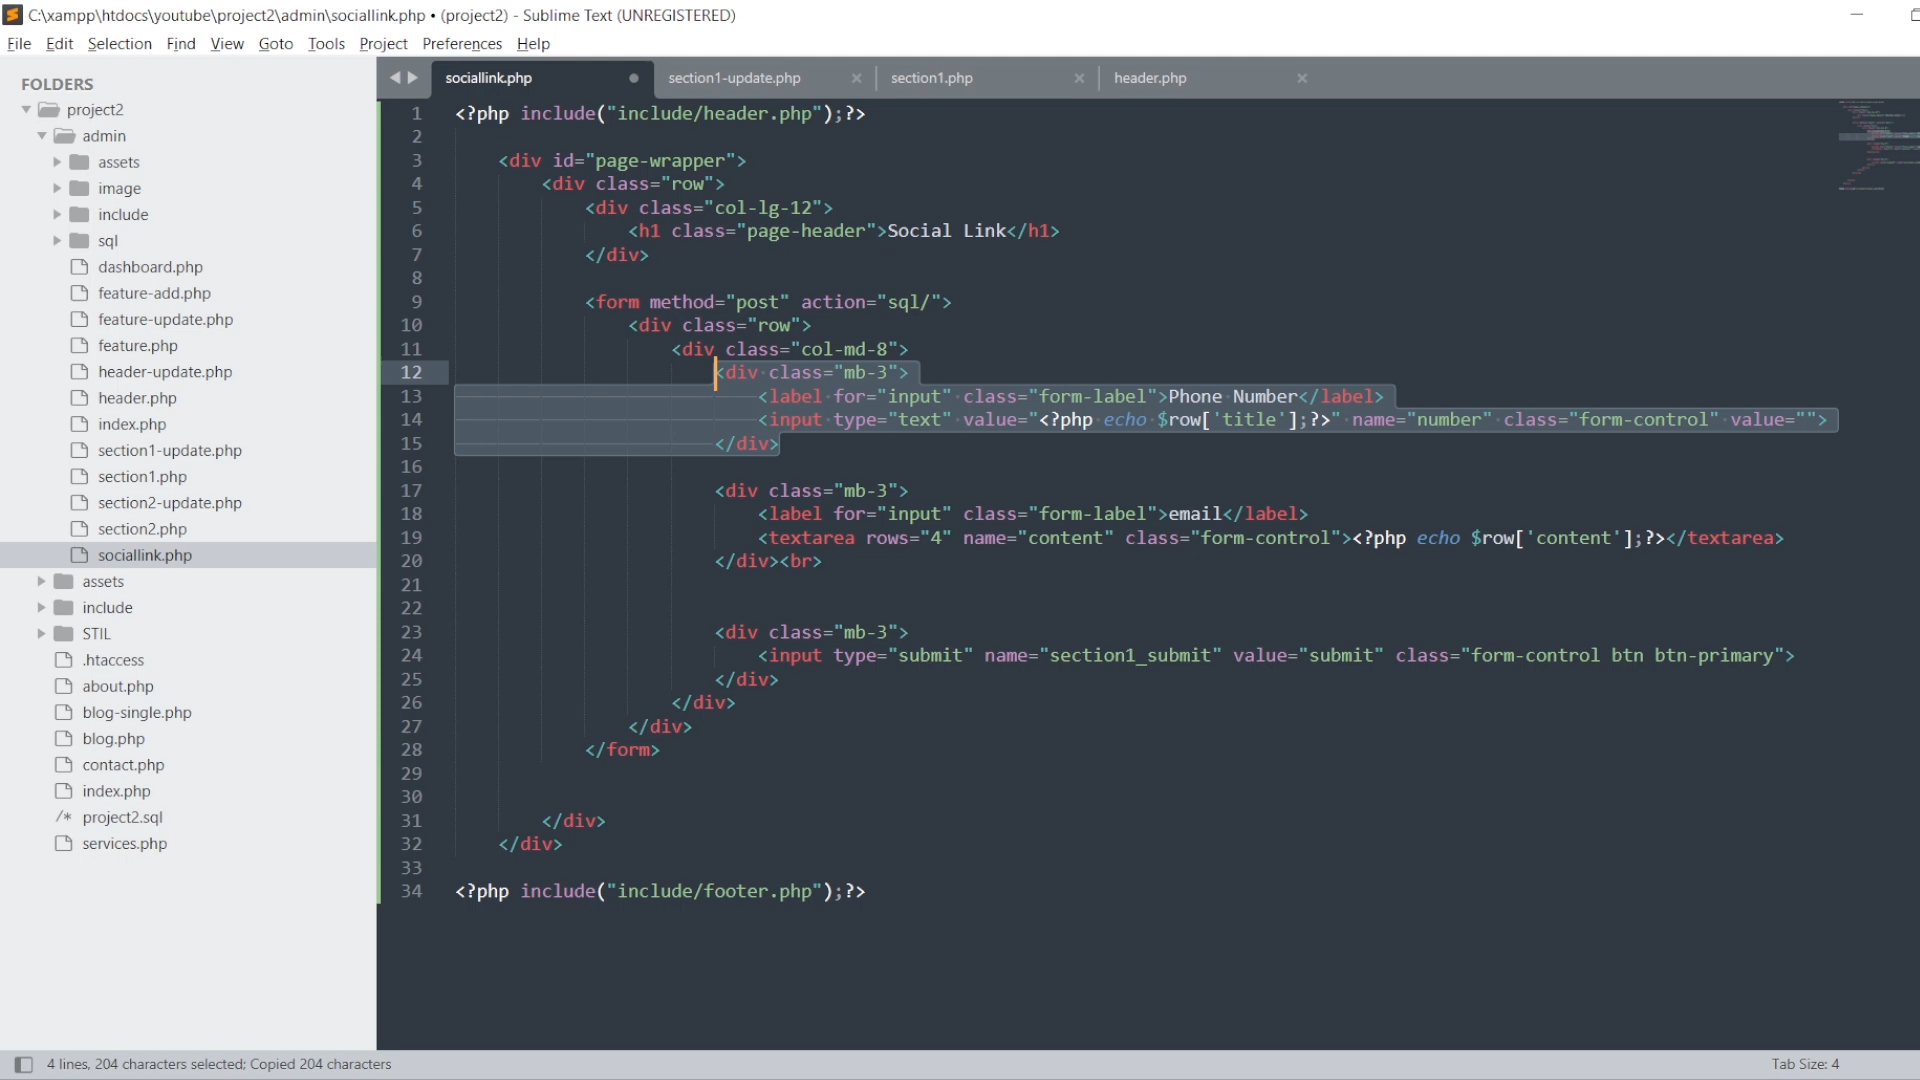 C:\xampp\htdocs\youtube\project2\admin\sociallink.php • (project2) - Sublime Text (UNREGISTERED)
File Edit Selection Find View Goto Tools Project Preferences Help
FOLDERS
project2
admin
assets
image
include
sql
dashboard.php
feature-add.php
feature-update.php
feature.php
header-update.php
header.php
index.php
section1-update.php
section1.php
section2-update.php
section2.php
sociallink.php
assets
include
STIL
.htaccess
about.php
blog-single.php
blog.php
contact.php
index.php
/* project2.sql
services.php
sociallink.php section1-update.php section1.php header.php
1 <?php include("include/header.php");?>
2
3 <div id="page-wrapper">
4 <div class="row">
5 <div class="col-lg-12">
6 <h1 class="page-header">Social Link</h1>
7 </div>
8
9 <form method="post" action="sql/">
10 <div class="row">
11 <div class="col-md-8">
12 <div class="mb-3">
13 <label for="input" class="form-label">Phone Number</label>
14 <input type="text" value="<?php echo $row['title'];?>" name="number" class="form-control" value="">
15 </div>
16
17 <div class="mb-3">
18 <label for="input" class="form-label">email</label>
19 <textarea rows="4" name="content" class="form-control"><?php echo $row['content'];?></textarea>
20 </div><br>
21
22
23 <div class="mb-3">
24 <input type="submit" name="section1_submit" value="submit" class="form-control btn btn-primary">
25 </div>
26 </div>
27 </div>
28 </form>
29
30
31 </div>
32 </div>
33
34 <?php include("include/footer.php");?>
4 lines, 204 characters selected; Copied 204 characters
Tab Size: 4